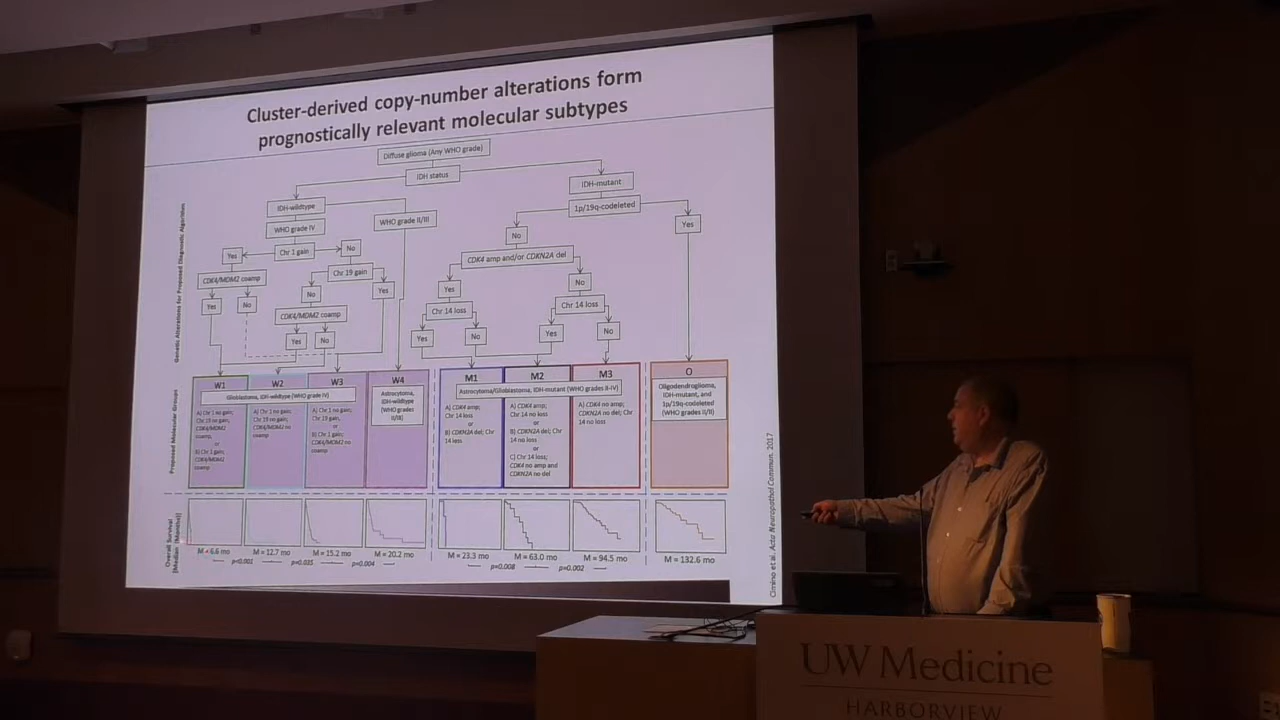 Cluster-derived copy-number alterations form
prognostically relevant molecular subtypes
Diffuse glioma (Any WHO grade)
IDH status
IDH-mutant
IDH-wildtype
1p/19q-codeleted
WHO grade II/III
WHO grade IV
Yes
No
Chr 1 gain
No
Yes
CDK4 amp and/or CDKN2A del
Chr 19 gain
CDK4/MDM2 coamp
Yes
No
Yes
No
Yes
No
Chr 14 loss
Chr 14 loss
CDK4/MDM2 coamp
Yes
No
Yes
No
Yes
No
Genetic Alterations for Proposed Diagnostic Algorithm
Proposed Molecular Groups
Overall Survival
[Median (Months)]
W1
W2
W3
W4
M1
M2
M3
O
Glioblastoma, IDH-wildtype (WHO grade IV)
Astrocytoma,
IDH-wildtype
(WHO grades
II/III)
Astrocytoma/Glioblastoma, IDH-mutant (WHO grades II-IV)
Oligodendroglioma,
IDH-mutant, and
1p/19q-codeleted
(WHO grades II/III)
A) Chr 1 no gain;
Chr 19 no gain,
CDK4/MDM2
coamp,
or
B) Chr 1 gain;
CDK4/MDM2
coamp
A) Chr 1 no gain;
Chr 19 no gain;
CDK4/MDM2 no
coamp
A) Chr 1 no gain;
Chr 19 gain,
or
B) Chr 1 gain;
CDK4/MDM2 no
coamp
A) CDK4 amp;
Chr 14 loss
or
B) CDKN2A del; Chr
14 loss
A) CDK4 amp;
Chr 14 no loss
or
B) CDKN2A del; Chr
14 no loss
or
C) Chr 14 loss;
CDK4 no amp and
CDKN2A no del
A) CDK4 no amp;
CDKN2A no del; Chr
14 no loss
M = 6.6 mo
M = 12.7 mo
M = 15.2 mo
M = 20.2 mo
M = 23.3 mo
M = 63.0 mo
M = 94.5 mo
M = 132.6 mo
p=0.001
p=0.035
p=0.004
p=0.008
p=0.002
Cimino et al. Acta Neuropathol Commun. 2017
UW Medicine
HARBORVIEW